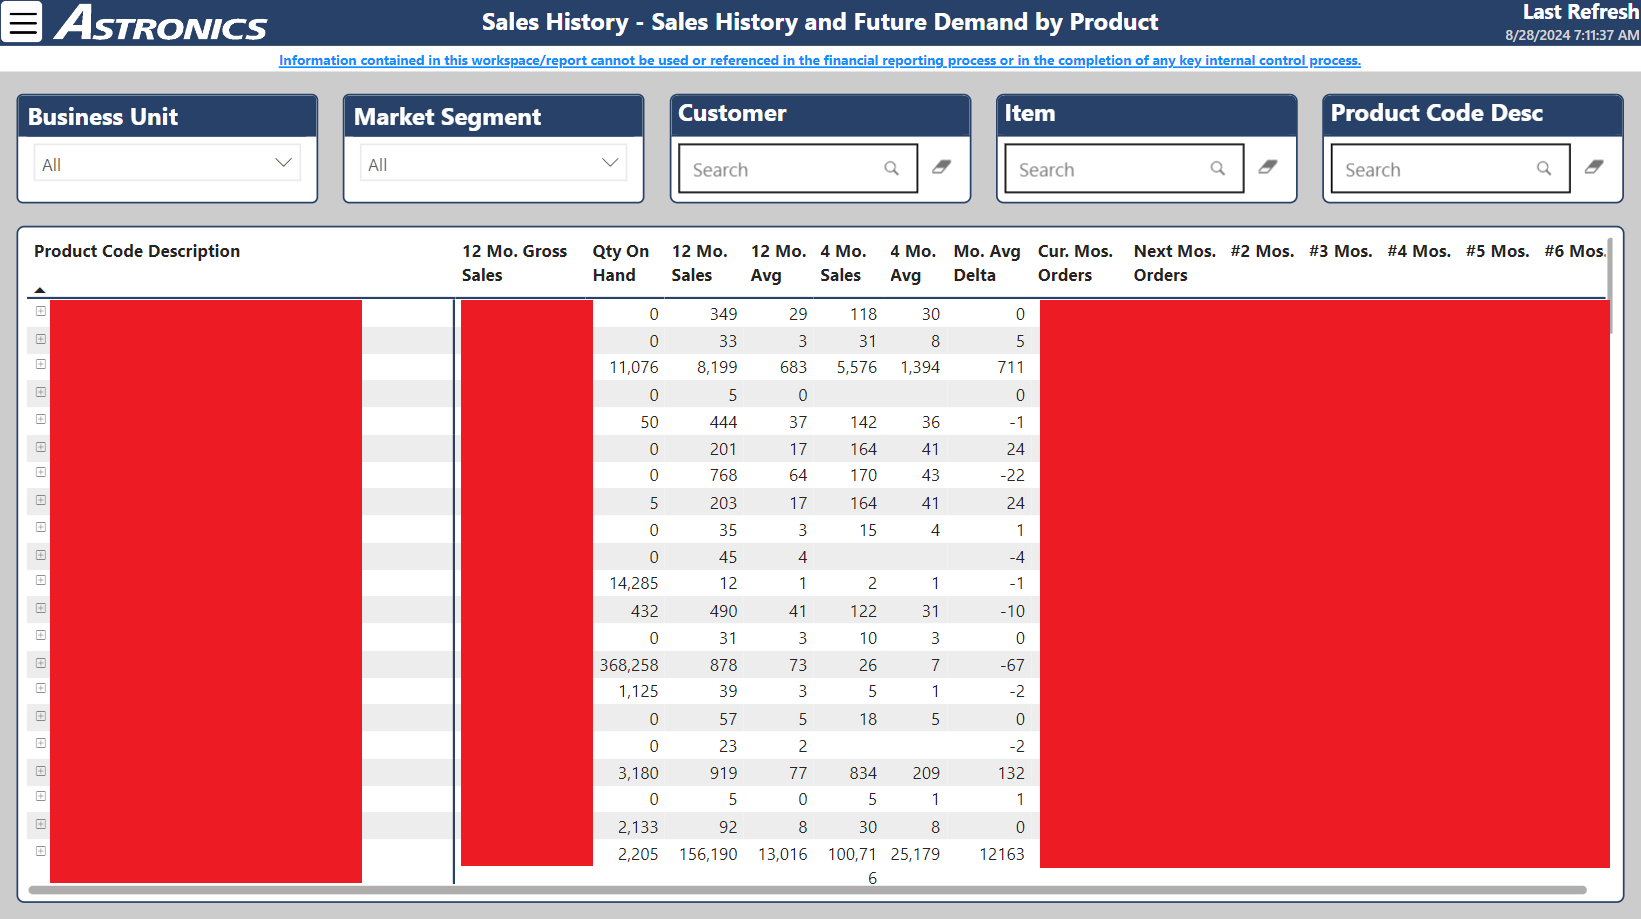 ASTRONICS
Sales History - Sales History and Future Demand by Product
Last Refresh
8/28/2024 7:11:37 AM
Information contained in this workspace/report cannot be used or referenced in the financial reporting process or in the completion of any key internal control process.
Business Unit
All
Market Segment
All
Customer
Search
Item
Search
Product Code Desc
Search
Product Code Description 12 Mo. Gross Sales Qty On Hand 12 Mo. Sales 12 Mo. Avg 4 Mo. Sales 4 Mo. Avg Mo. Avg Delta Cur. Mos. Orders Next Mos. Orders #2 Mos. #3 Mos. #4 Mos. #5 Mos. #6 Mos.
0 349 29 118 30 0
0 33 3 31 8 5
11,076 8,199 683 5,576 1,394 711
0 5 0 0
50 444 37 142 36 -1
0 201 17 164 41 24
0 768 64 170 43 -22
5 203 17 164 41 24
0 35 3 15 4 1
0 45 4 -4
14,285 12 1 2 1 -1
432 490 41 122 31 -10
0 31 3 10 3 0
368,258 878 73 26 7 -67
1,125 39 3 5 1 -2
0 57 5 18 5 0
0 23 2 -2
3,180 919 77 834 209 132
0 5 0 5 1 1
2,133 92 8 30 8 0
2,205 156,190 13,016 100,716 25,179 12163